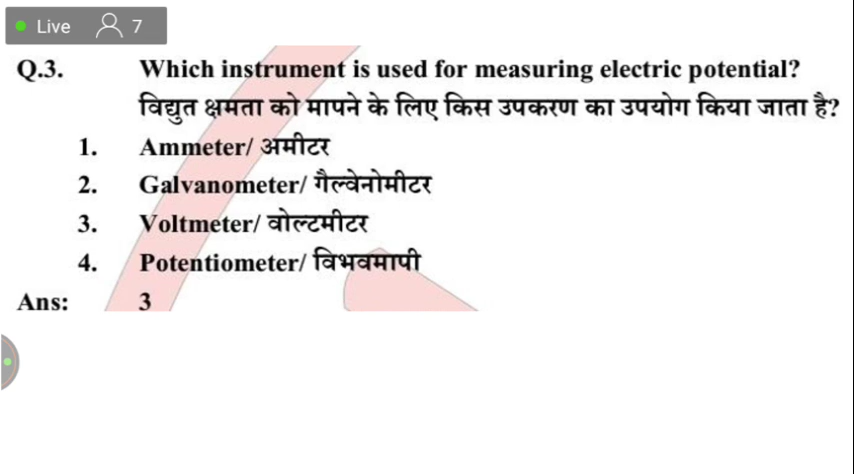 Live 7
Q.3. Which instrument is used for measuring electric potential?
विद्युत क्षमता को मापने के लिए किस उपकरण का उपयोग किया जाता है?
1. Ammeter/ अमीटर
2. Galvanometer/ गैल्वेनोमीटर
3. Voltmeter/ वोल्टमीटर
4. Potentiometer/ विभवमापी
Ans: 3